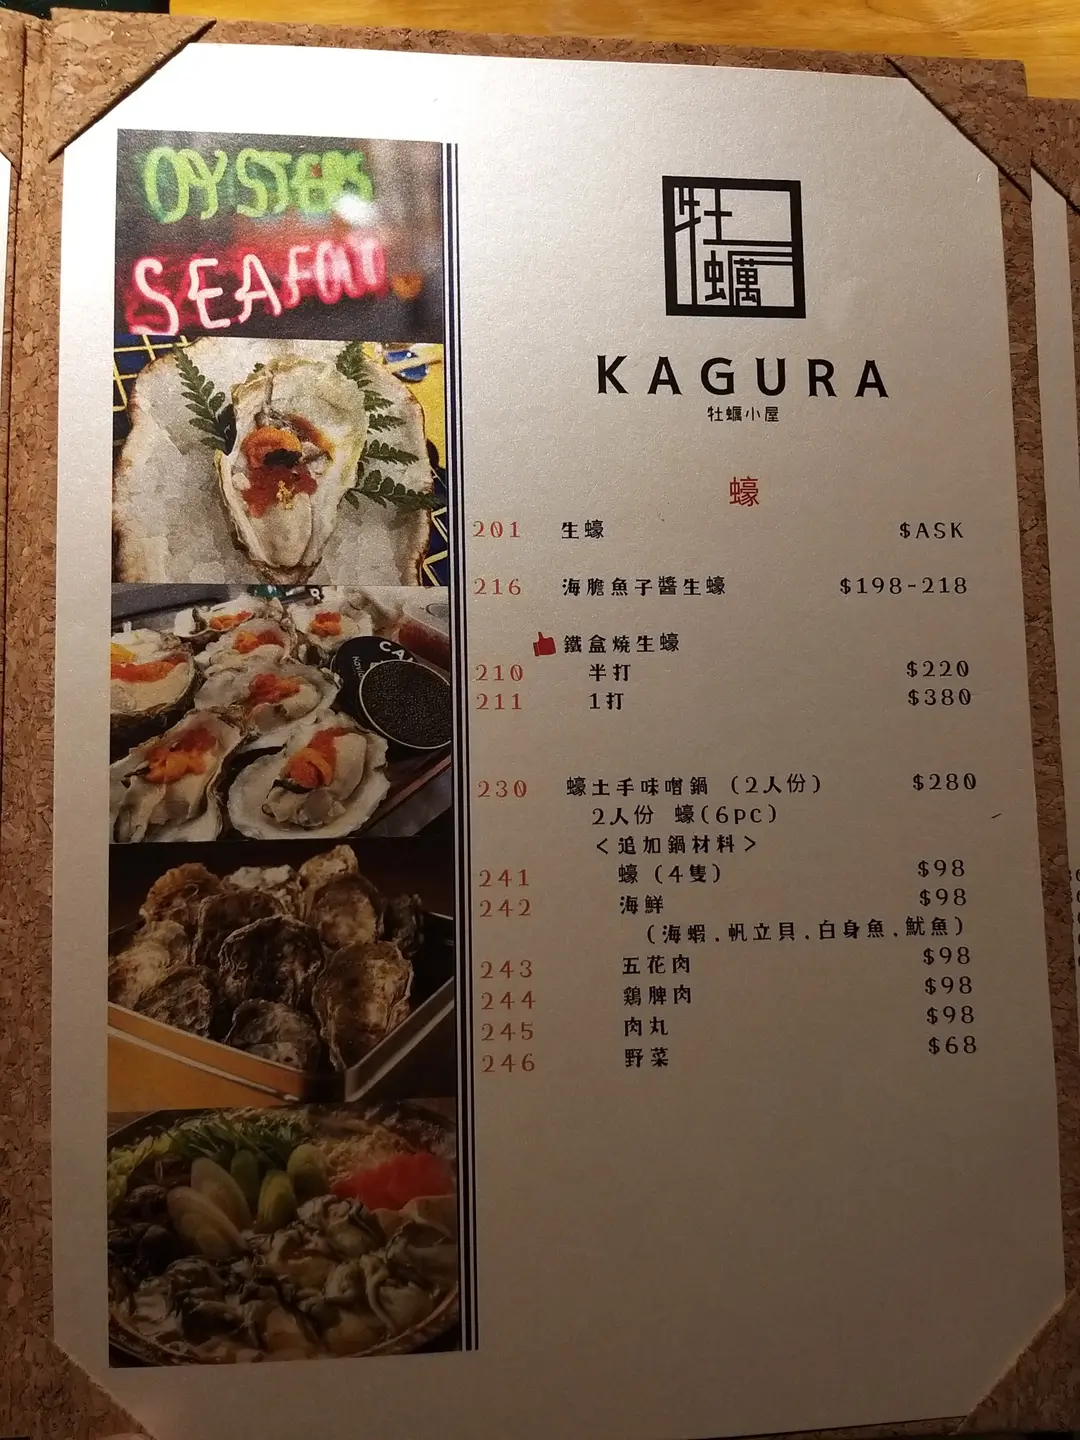 OYSTERS
SEAFOOD
牡蠣
KAGURA
牡蠣小屋
蠔
201 生蠔 $ASK
216 海膽魚子醬生蠔 $198-218
鐵盒燒生蠔
210 半打 $220
211 1打 $380
230 蠔土手味噌鍋 (2人份) $280
2人份 蠔(6pc)
<追加鍋材料>
241 蠔 (4隻) $98
242 海鮮 $98
(海蝦.帆立貝.白身魚.魷魚)
243 五花肉 $98
244 鶏脾肉 $98
245 肉丸 $98
246 野菜 $68